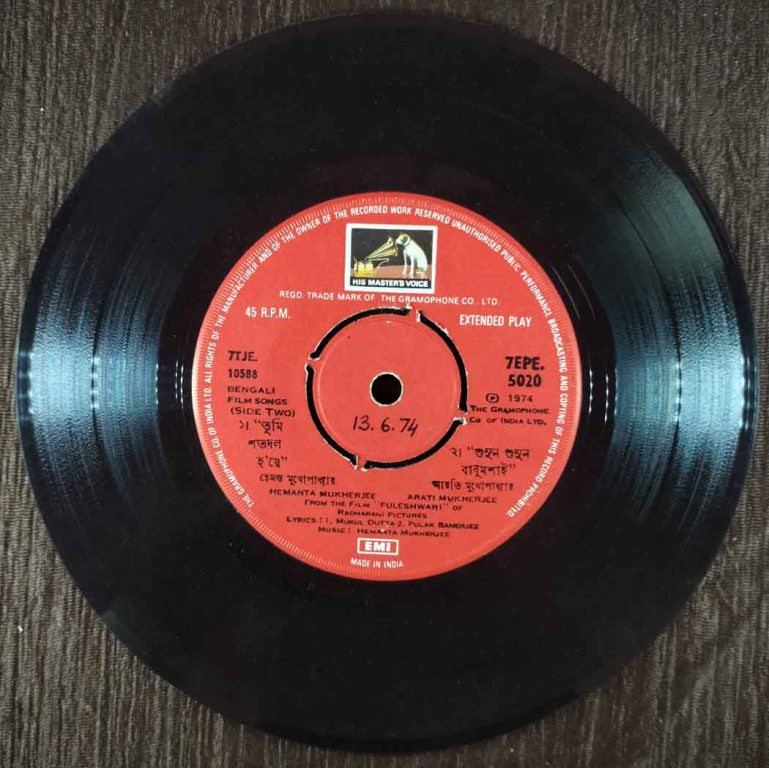 THE GRAMOPHONE CO. OF INDIA LTD. ALL RIGHTS OF THE MANUFACTURER AND OF THE OWNER OF THE RECORDED WORK RESERVED UNAUTHORISED PUBLIC PERFORMANCE BROADCASTING AND COPYING OF THIS RECORD PROHIBITED.
HIS MASTER'S VOICE
REGD. TRADE MARK OF THE GRAMOPHONE CO., LTD.
45 R.P.M. EXTENDED PLAY
7TJE.
10588
7EPE.
5020
BENGALI
FILM SONGS
(SIDE TWO)
℗ 1974
THE GRAMOPHONE
CO OF INDIA LTD,
13.6.74
১। "তুমি
শতদল
হ'য়ে"
হেমন্ত মুখোপাধ্যায়
২। "শুনুন শুনুন
বাবুমশাই"
আরতি মুখোপাধ্যায়
HEMANTA MUKHERJEE ARATI MUKHERJEE
FROM THE FILM "FULESHWARI" OF
RADHARANI PICTURES
LYRICS : 1, MUKUL DUTTA 2. PULAK BANERJEE
MUSIC : HEMANTA MUKHERJEE
EMI
MADE IN INDIA